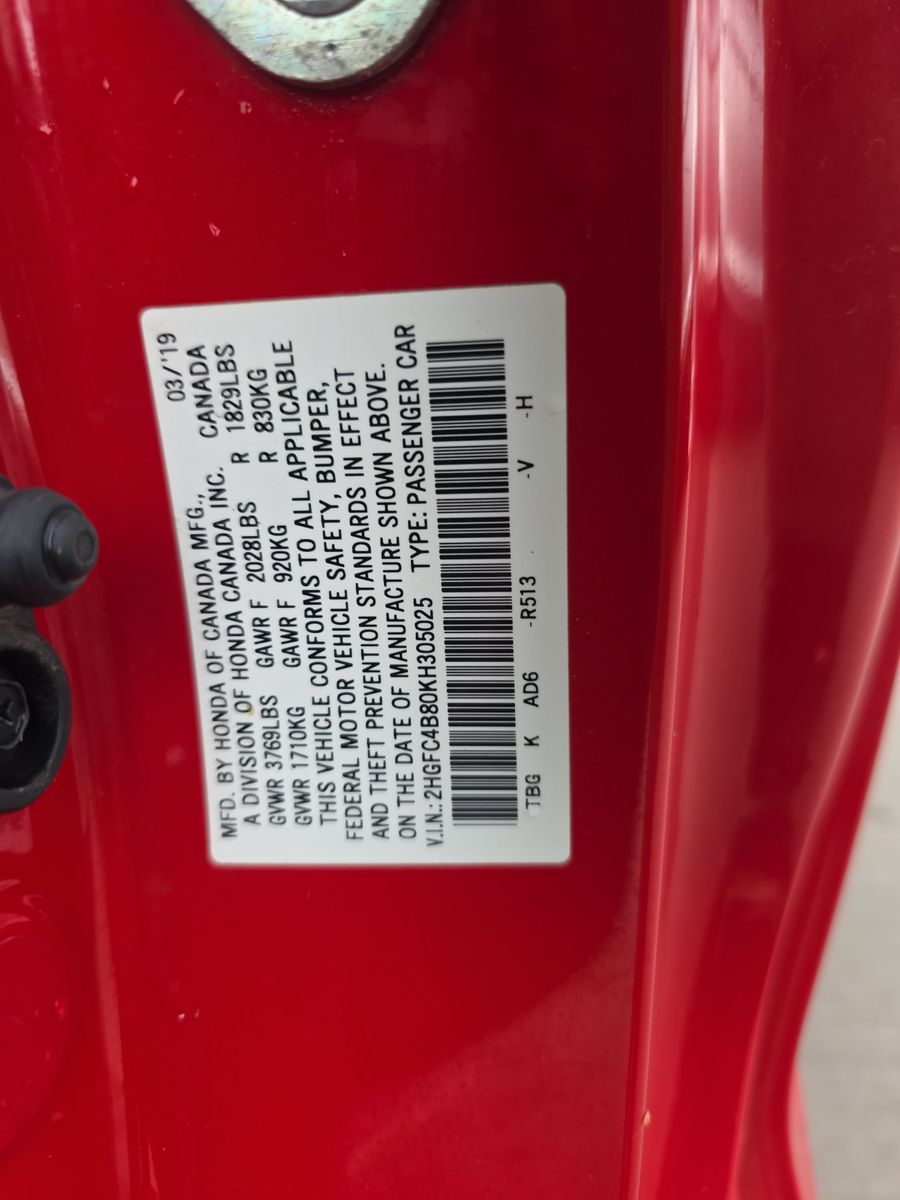 MFD. BY HONDA OF CANADA MFG., 03/'19
A DIVISION OF HONDA CANADA INC. CANADA
GVWR 3769LBS GAWR F 2028LBS R 1829LBS
GVWR 1710KG GAWR F 920KG R 830KG
THIS VEHICLE CONFORMS TO ALL APPLICABLE
FEDERAL MOTOR VEHICLE SAFETY, BUMPER,
AND THEFT PREVENTION STANDARDS IN EFFECT
ON THE DATE OF MANUFACTURE SHOWN ABOVE.
V.I.N.: 2HGFC4B80KH305025 TYPE: PASSENGER CAR
TBG K AD6 -R513 -V -H